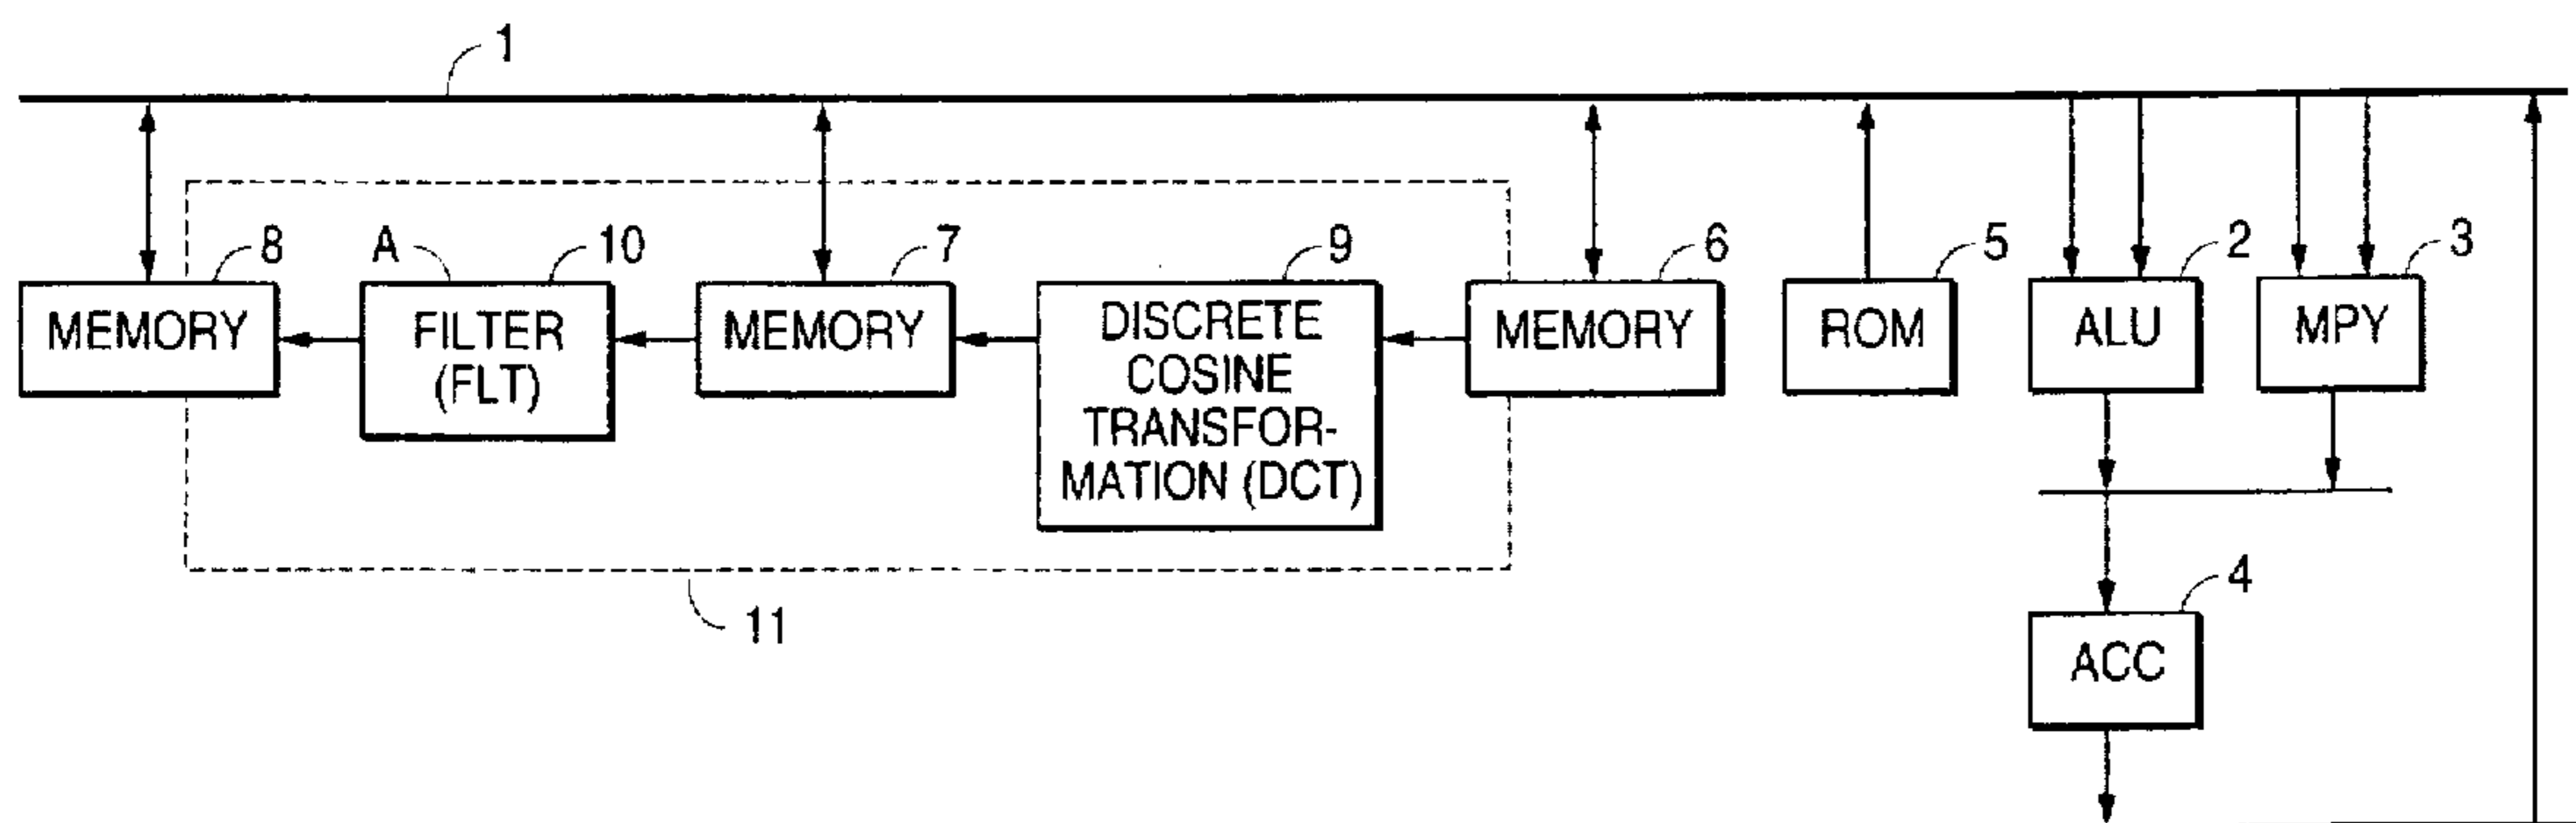 1
8
A
10
7
9
6
5
2
3
MEMORY
FILTER
(FLT)
MEMORY
DISCRETE
COSINE
TRANSFOR-
MATION (DCT)
MEMORY
ROM
ALU
MPY
11
4
ACC